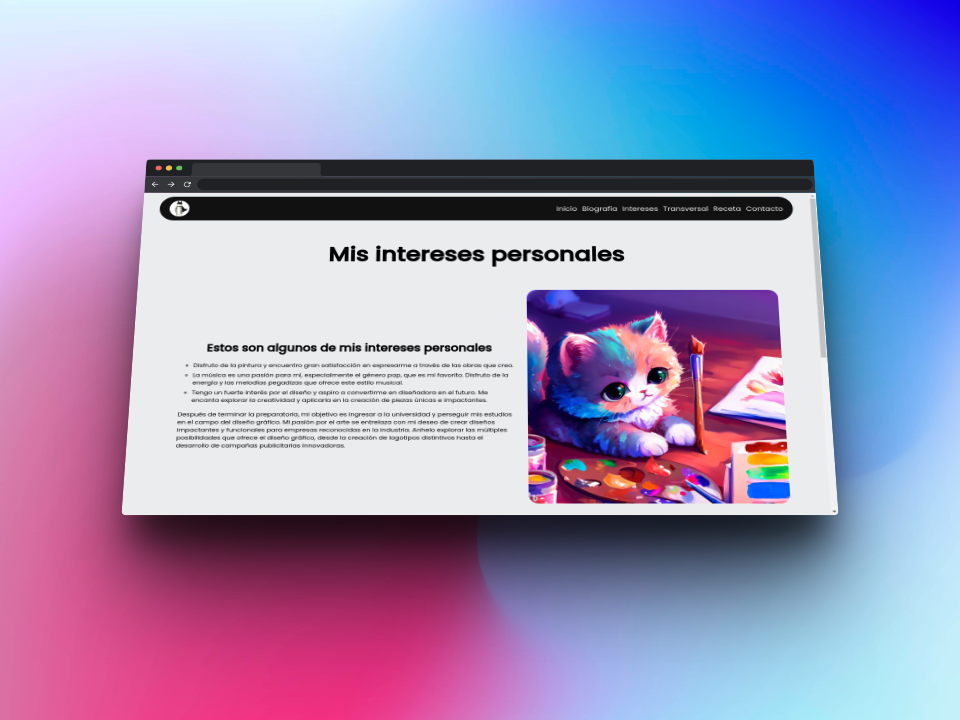 Inicio Biografia Intereses Transversal Receta Contacto
Mis intereses personales
Estos son algunos de mis intereses personales
Disfruto de la pintura y encuentro gran satisfacción en expresarme a través de las obras que creo.
La música es una pasión para mí, especialmente el género pop, que es mi favorito. Disfruto de la
energía y las melodías pegadizas que ofrece este estilo musical.
Tengo un fuerte interés por el diseño y aspiro a convertirme en diseñadora en el futuro. Me
encanta explorar la creatividad y aplicarla en la creación de piezas únicas e impactantes.
Después de terminar la preparatoria, mi objetivo es ingresar a la universidad y perseguir mis estudios
en el campo del diseño gráfico. Mi pasión por el arte se entrelaza con mi deseo de crear diseños
impactantes y funcionales para empresas reconocidas en la industria. Anhelo explorar las múltiples
posibilidades que ofrece el diseño gráfico, desde la creación de logotipos distintivos hasta el
desarrollo de campañas publicitarias innovadoras.